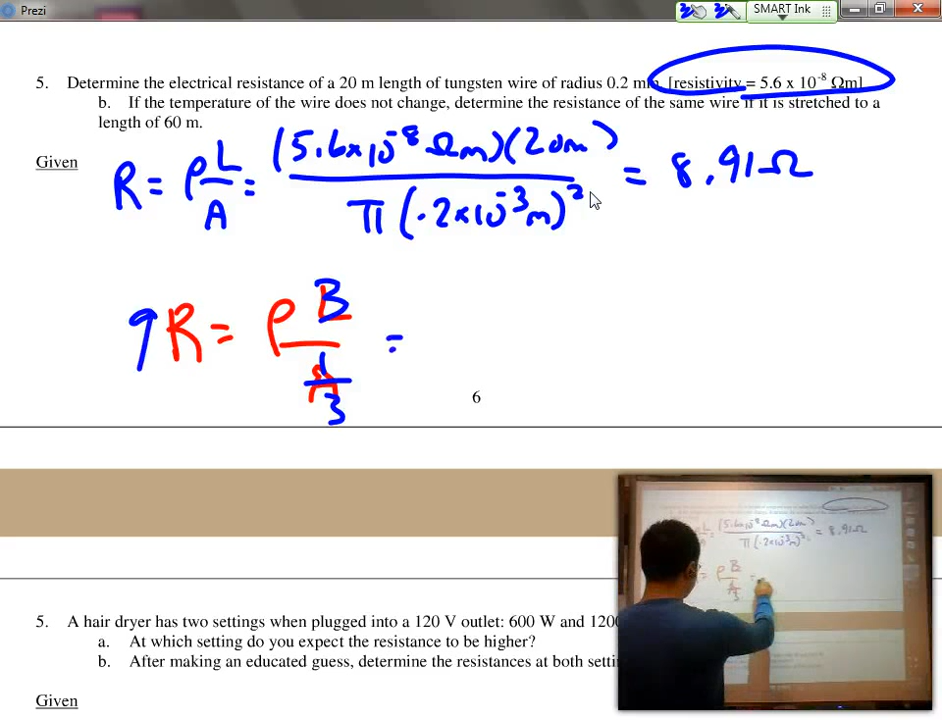 Prezi
SMART Ink
5. Determine the electrical resistance of a 20 m length of tungsten wire of radius 0.2 mm. [resistivity = 5.6 x 10⁻⁸ Ωm]
b. If the temperature of the wire does not change, determine the resistance of the same wire if it is stretched to a
length of 60 m.
Given
R = ρ L / A = (5.6x10⁻⁸ Ωm)(20m) / π(.2x10⁻³m)² = 8.91Ω
↑R = ρ 3 / 1/3 =
6
5. A hair dryer has two settings when plugged into a 120 V outlet: 600 W and 1200
a. At which setting do you expect the resistance to be higher?
b. After making an educated guess, determine the resistances at both
Given